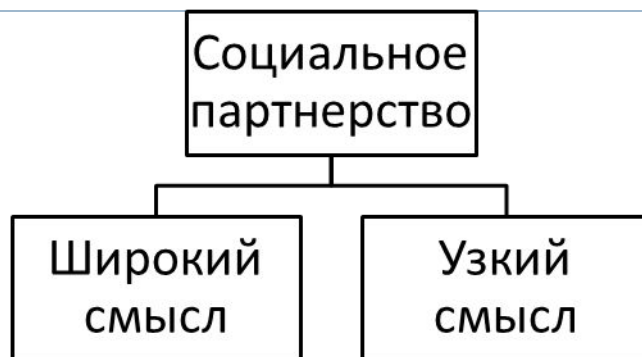 Социальное
партнерство
Широкий
смысл
Узкий
смысл